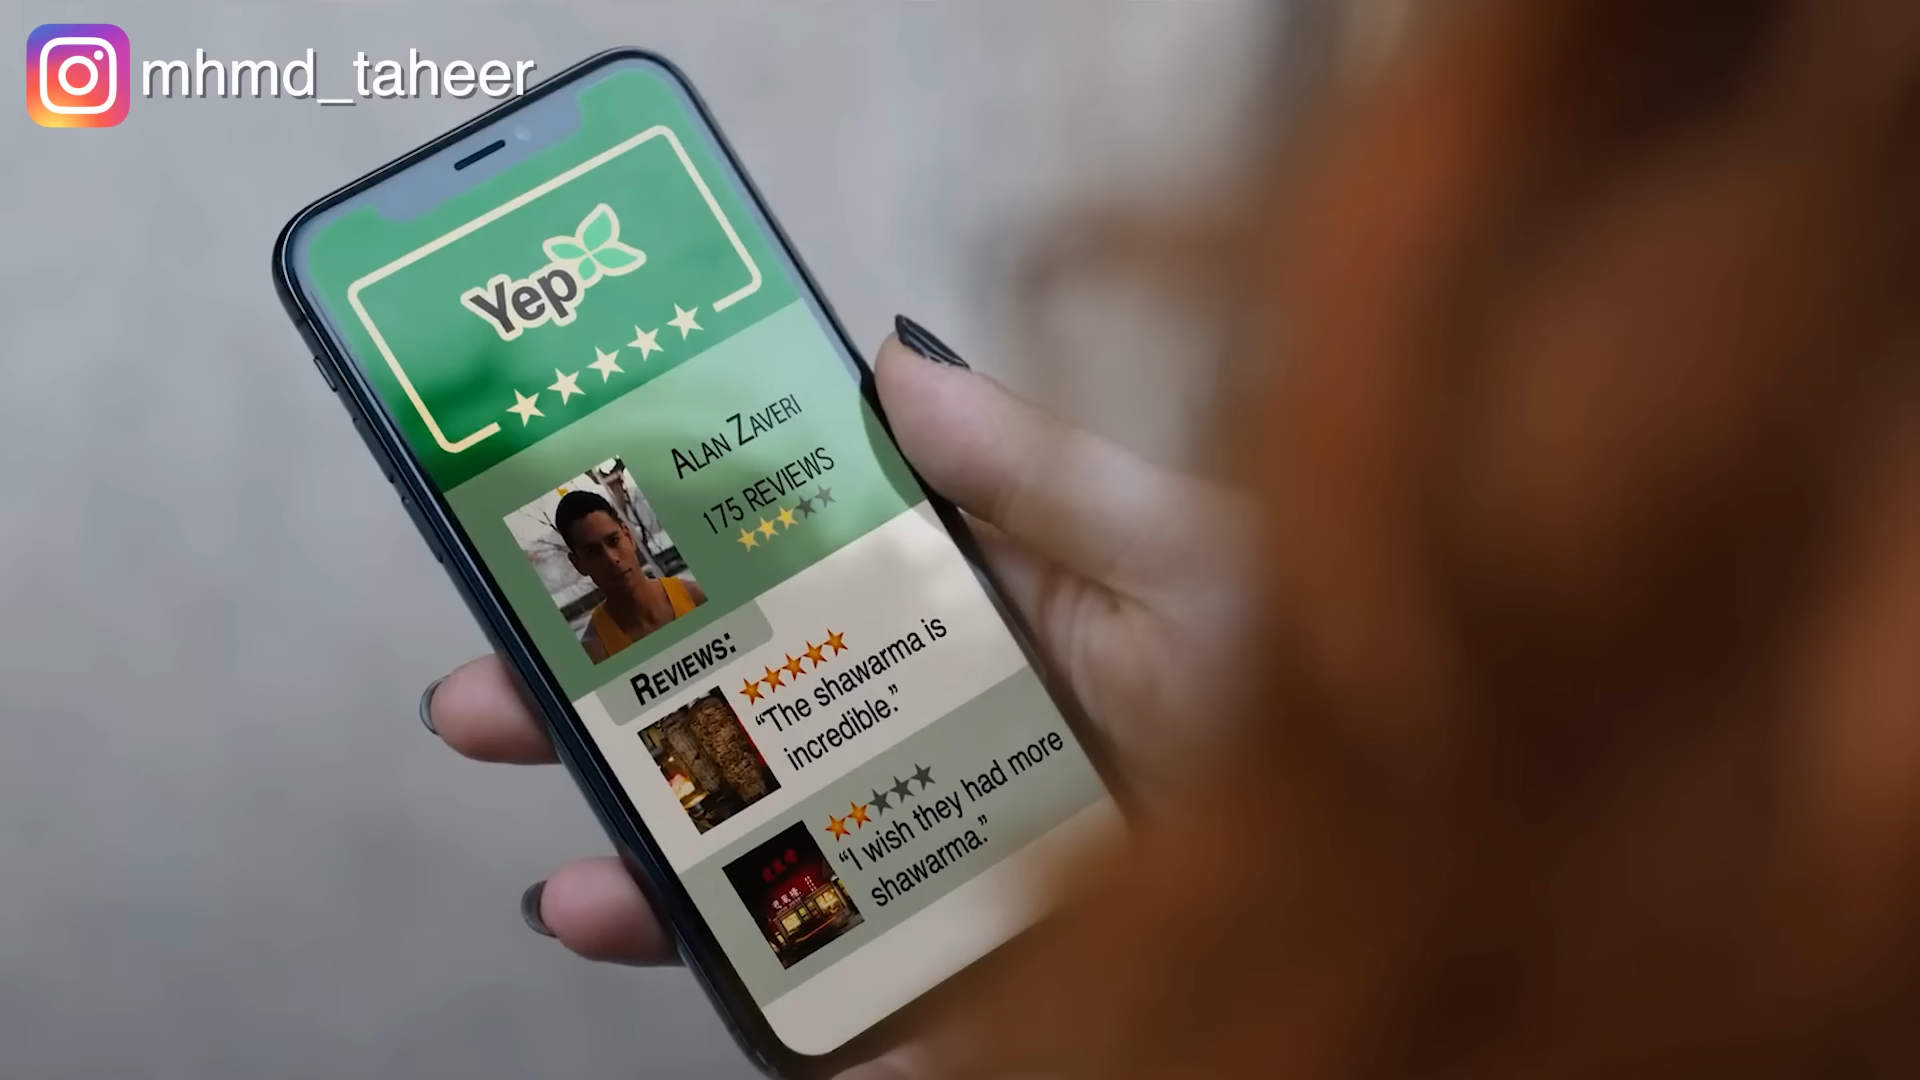 mhmd_taheer
Yep
ALAN ZAVERI
175 REVIEWS
REVIEWS:
“The shawarma is
incredible.”
“I wish they had more
shawarma.”